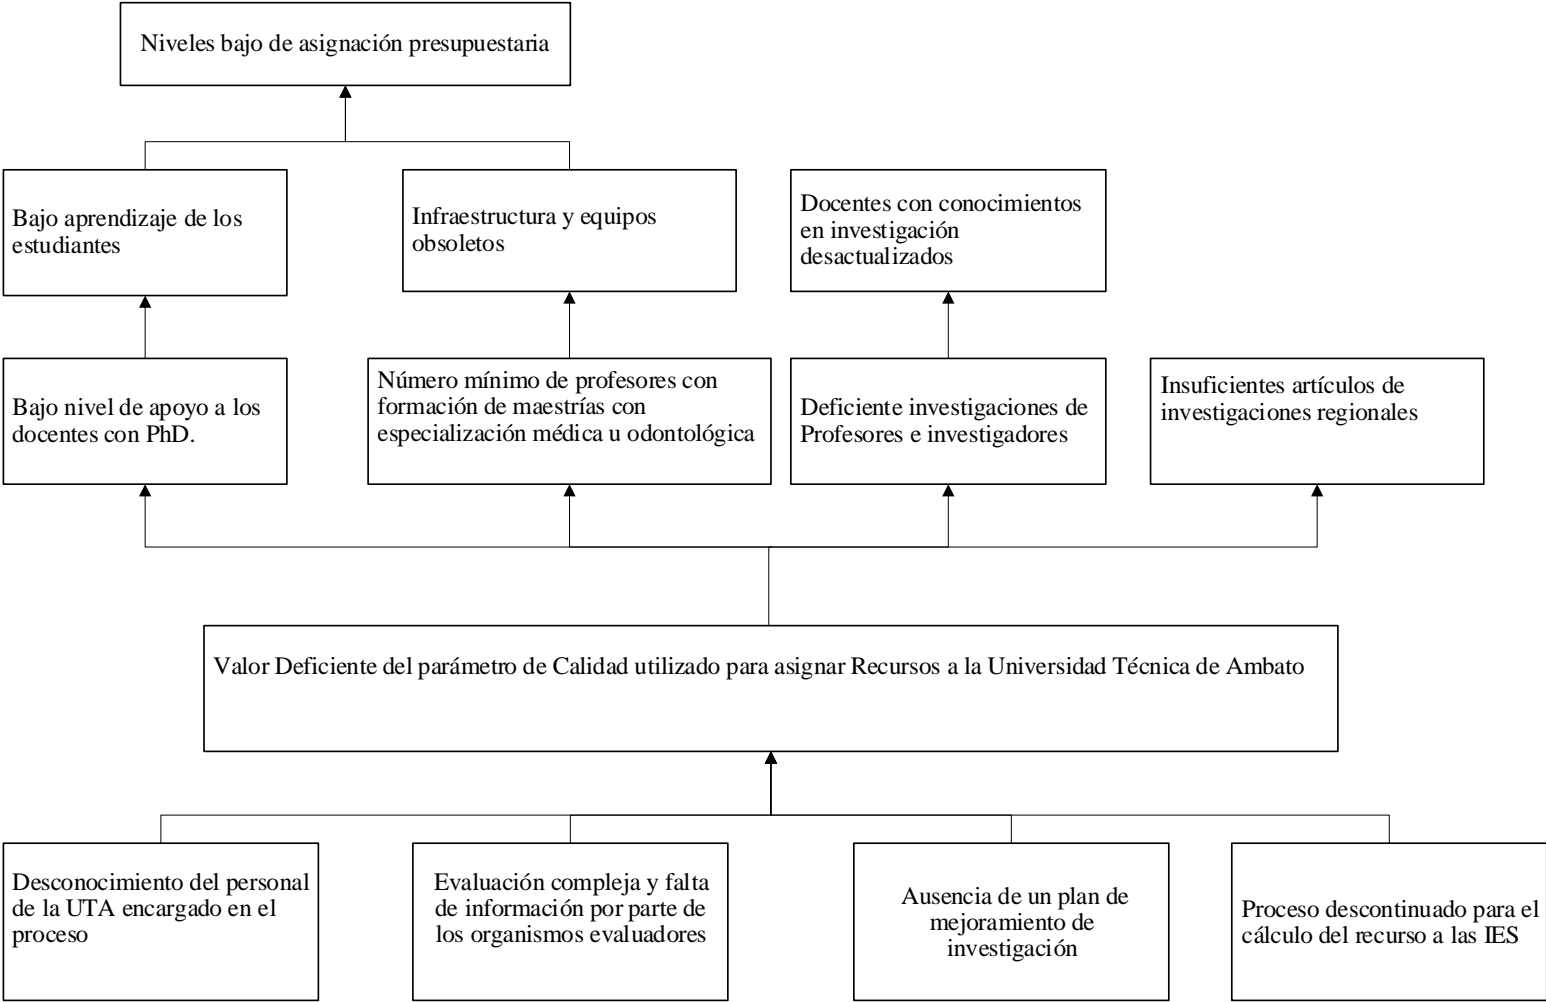 Niveles bajo de asignación presupuestaria
Bajo aprendizaje de los
estudiantes
Infraestructura y equipos
obsoletos
Docentes con conocimientos
en investigación
desactualizados
Bajo nivel de apoyo a los
docentes con PhD.
Número mínimo de profesores con
formación de maestrías con
especialización médica u odontológica
Deficiente investigaciones de
Profesores e investigadores
Insuficientes artículos de
investigaciones regionales
Valor Deficiente del parámetro de Calidad utilizado para asignar Recursos a la Universidad Técnica de Ambato
Desconocimiento del personal
de la UTA encargado en el
proceso
Evaluación compleja y falta
de información por parte de
los organismos evaluadores
Ausencia de un plan de
mejoramiento de
investigación
Proceso descontinuado para el
cálculo del recurso a las IES